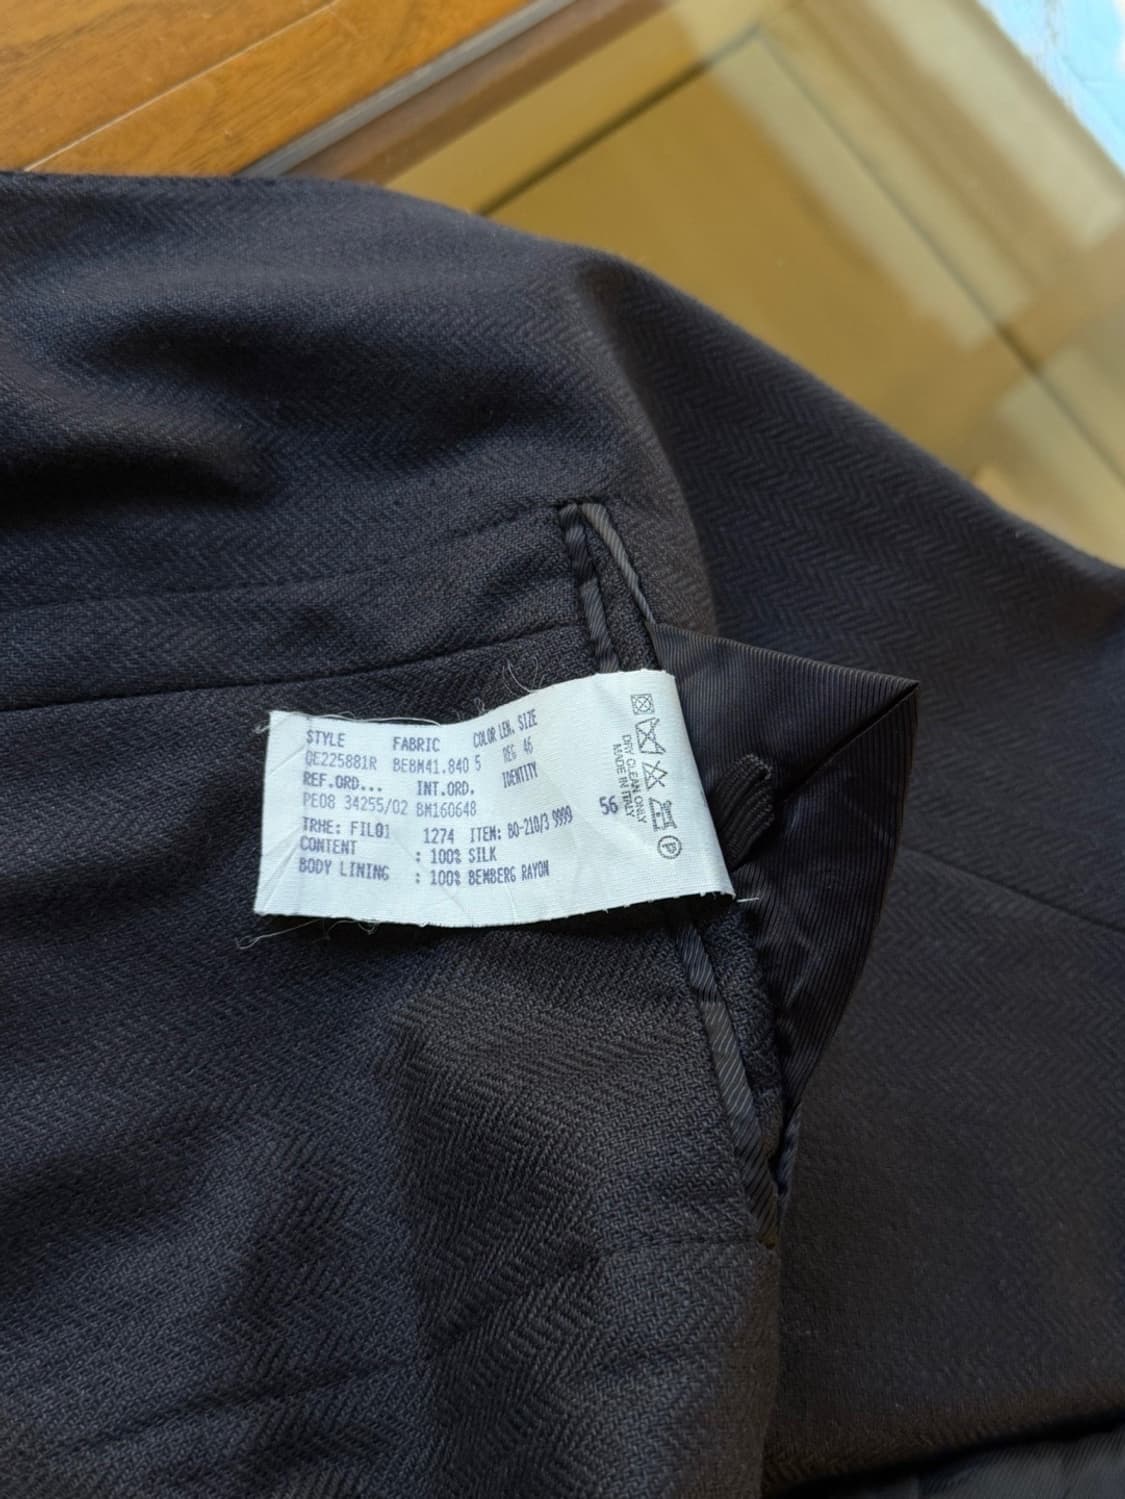 STYLE FABRIC COLOR LEN. SIZE
QE225881R BEBM41.840 5 REG 46
REF.ORD... INT.ORD. IDENTITY
PE08 34255/02 BM160648
TRHE: FIL01 1274 ITEM: BO-210/3 9999 56
CONTENT : 100% SILK
BODY LINING : 100% BEMBERG RAYON
DRY CLEAN ONLY
MADE IN ITALY
P